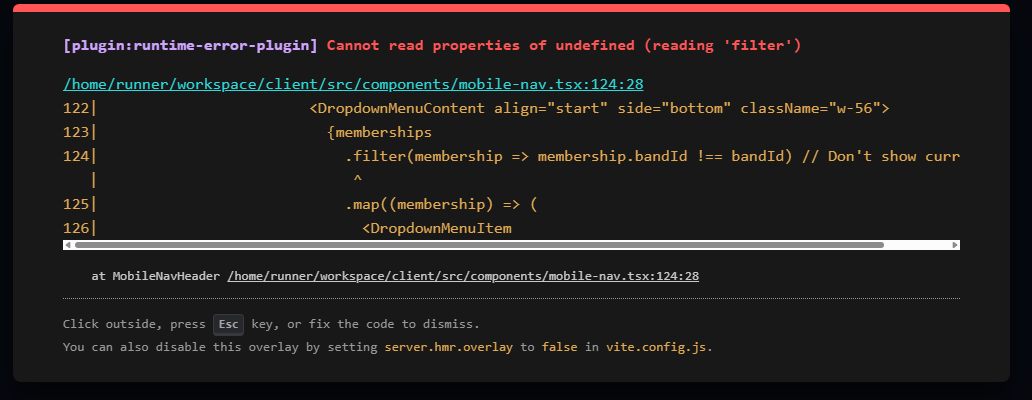 [plugin:runtime-error-plugin] Cannot read properties of undefined (reading 'filter')
/home/runner/workspace/client/src/components/mobile-nav.tsx:124:28
122|                        <DropdownMenuContent align="start" side="bottom" className="w-56">
123|                          {memberships
124|                            .filter(membership => membership.bandId !== bandId) // Don't show curr
   |                             ^
125|                            .map((membership) => (
126|                              <DropdownMenuItem
at MobileNavHeader /home/runner/workspace/client/src/components/mobile-nav.tsx:124:28
Click outside, press Esc key, or fix the code to dismiss.
You can also disable this overlay by setting server.hmr.overlay to false in vite.config.js.